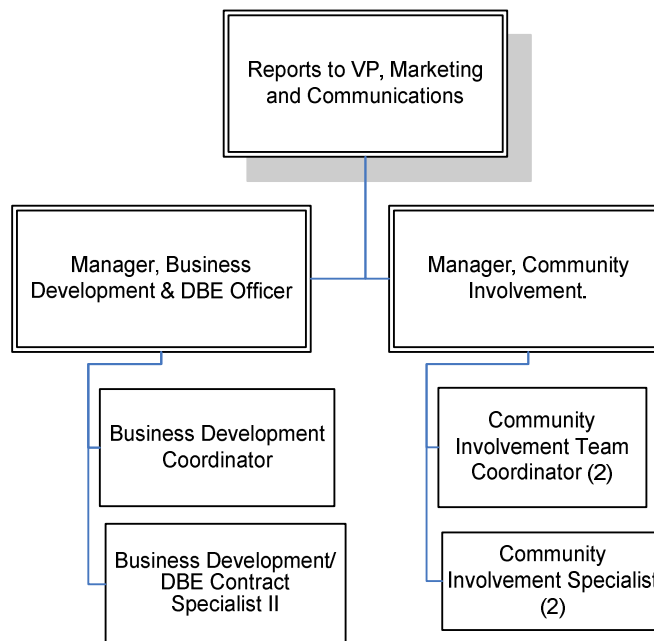 Reports to VP, Marketing
and Communications
Manager, Business
Development & DBE Officer
Manager, Community
Involvement.
Business Development
Coordinator
Community
Involvement Team
Coordinator (2)
Business Development/
DBE Contract
Specialist II
Community
Involvement Specialist
(2)